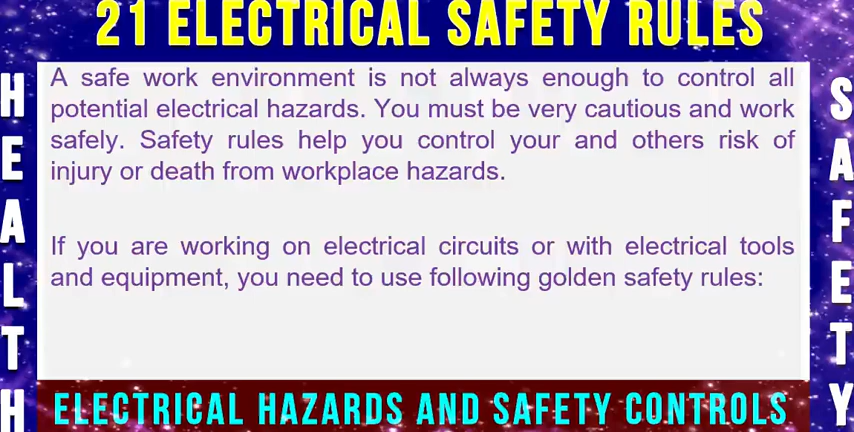 21 ELECTRICAL SAFETY RULES
HEALTH
A safe work environment is not always enough to control all
potential electrical hazards. You must be very cautious and work
safely. Safety rules help you control your and others risk of
injury or death from workplace hazards.
If you are working on electrical circuits or with electrical tools
and equipment, you need to use following golden safety rules:
SAFETY
ELECTRICAL HAZARDS AND SAFETY CONTROLS